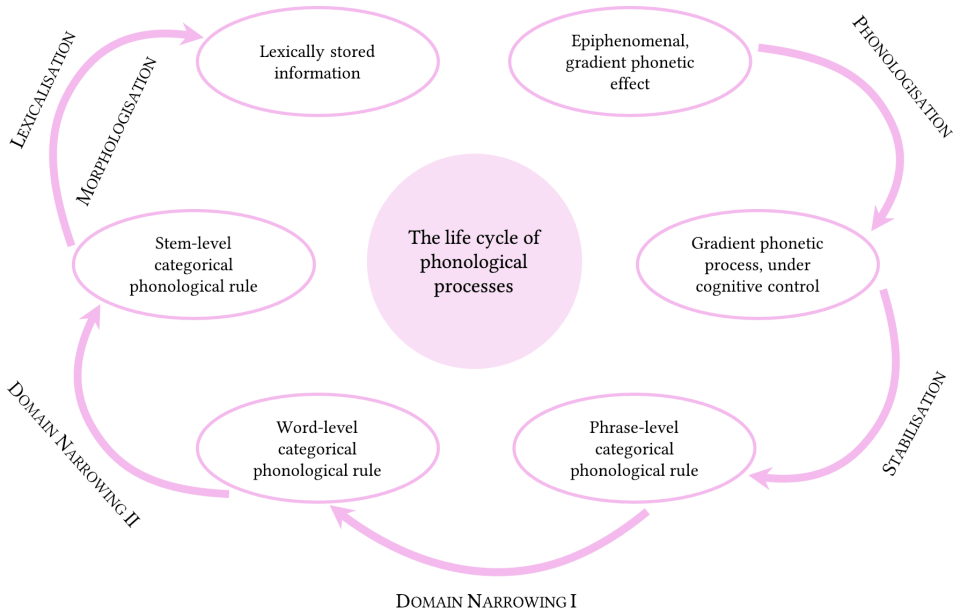 Lexically stored
information
Epiphenomenal,
gradient phonetic
effect
PHONOLOGISATION
LEXICALISATION
MORPHOLOGISATION
The life cycle of
phonological
processes
Stem-level
categorical
phonological rule
Gradient phonetic
process, under
cognitive control
STABILISATION
DOMAIN NARROWING II
Word-level
categorical
phonological rule
Phrase-level
categorical
phonological rule
DOMAIN NARROWING I